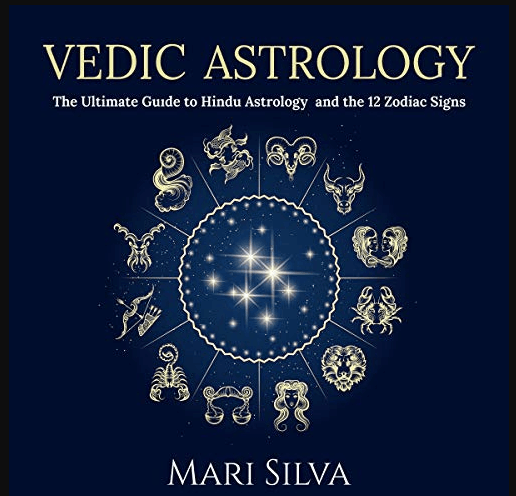 VEDIC ASTROLOGY
The Ultimate Guide to Hindu Astrology and the 12 Zodiac Signs
MARI SILVA